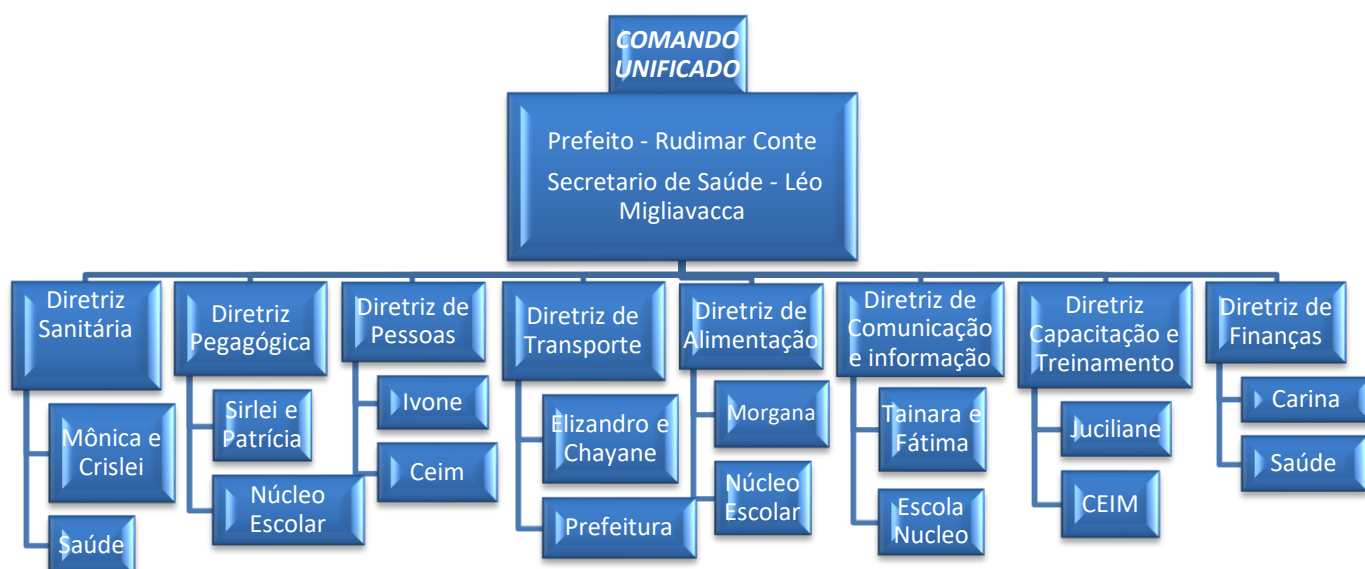 COMANDO
UNIFICADO
Prefeito - Rudimar Conte
Secretario de Saúde - Léo
Migliavacca
Diretriz
Sanitária
Mônica e
Crislei
Saúde
Diretriz
Pegagógica
Sirlei e
Patrícia
Núcleo
Escolar
Diretriz de
Pessoas
Ivone
Ceim
Diretriz de
Transporte
Elizandro e
Chayane
Prefeitura
Diretriz de
Alimentação
Morgana
Núcleo
Escolar
Diretriz de
Comunicação
e informação
Tainara e
Fátima
Escola
Nucleo
Diretriz
Capacitação e
Treinamento
Juciliane
CEIM
Diretriz de
Finanças
Carina
Saúde